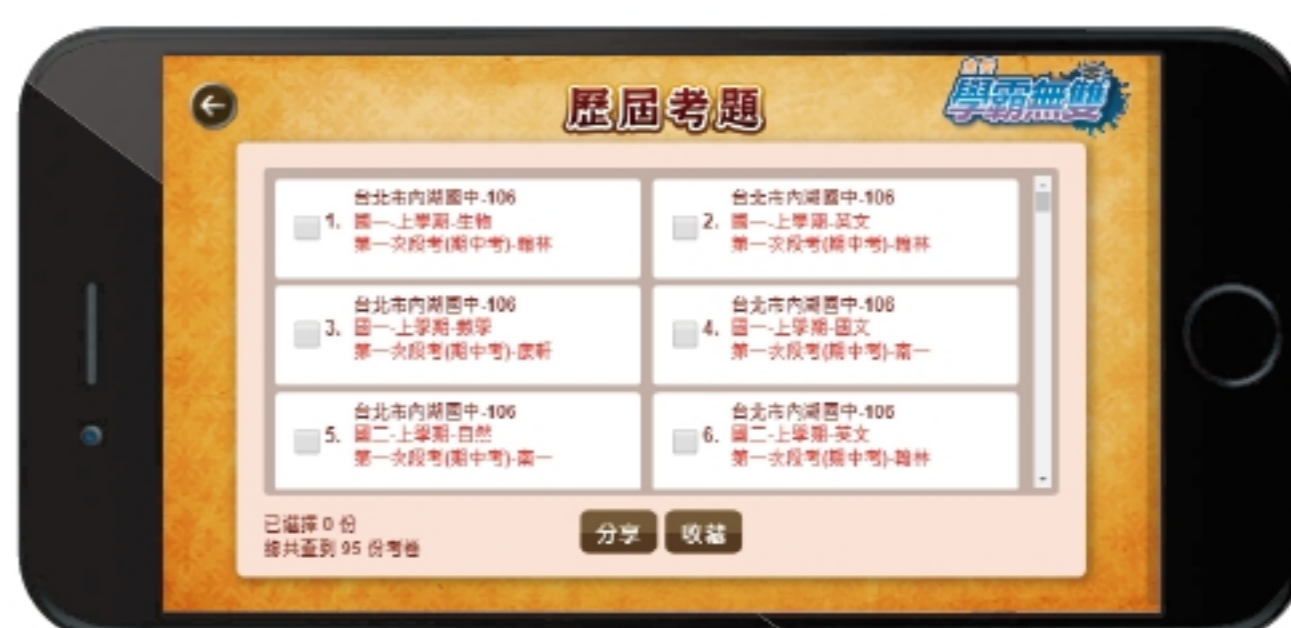 歷屆考題
學霸無雙
台北市內湖國中-106
1. 國一-上學期-生物
第一次段考(期中考)-翰林
台北市內湖國中-106
2. 國一-上學期-英文
第一次段考(期中考)-翰林
台北市內湖國中-106
3. 國一-上學期-數學
第一次段考(期中考)-康軒
台北市內湖國中-106
4. 國一-上學期-國文
第一次段考(期中考)-南一
台北市內湖國中-106
5. 國二-上學期-自然
第一次段考(期中考)-南一
台北市內湖國中-106
6. 國二-上學期-英文
第一次段考(期中考)-翰林
已選擇 0 份
總共查到 95 份考卷
分享
收藏